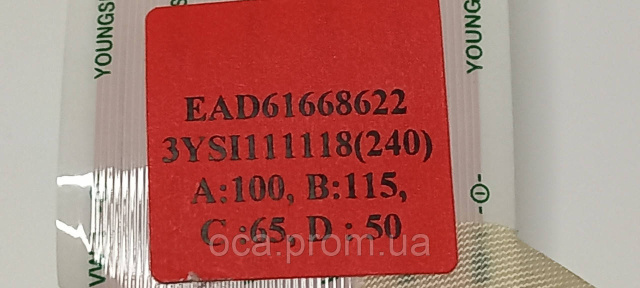 EAD61668622
3YSI111118(240)
A:100, B:115,
C :65, D : 50
oca.prom.ua
YOUNGS
YOUNGS